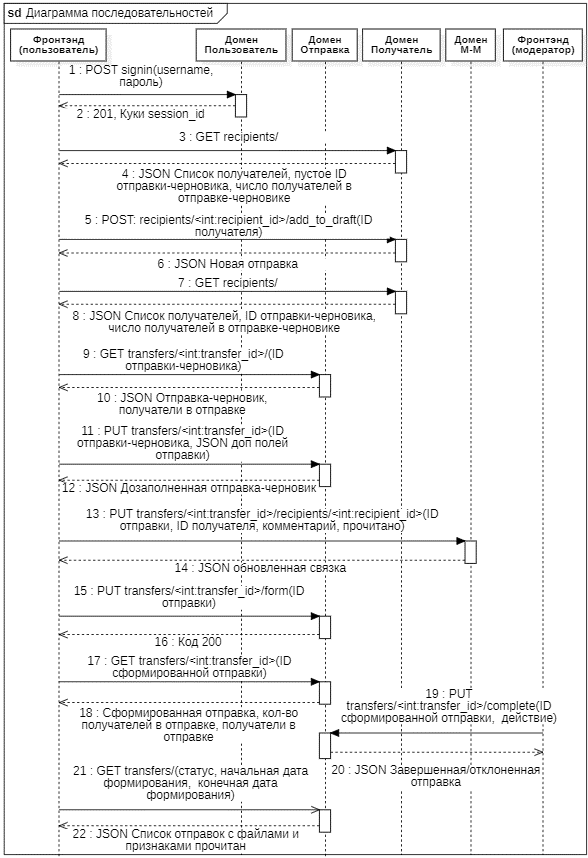 sd Диаграмма последовательностей
Фронтэнд
(пользователь)
Домен
Пользователь
Домен
Отправка
Домен
Получатель
Домен
М-М
Фронтэнд
(модератор)
1 : POST signin(username,
пароль)
2 : 201, Куки session_id
3 : GET recipients/
4 : JSON Список получателей, пустое ID
отправки-черновика, число получателей в
отправке-черновике
5 : POST: recipients/<int:recipient_id>/add_to_draft(ID
получателя)
6 : JSON Новая отправка
7 : GET recipients/
8 : JSON Список получателей, ID отправки-черновика,
число получателей в отправке-черновике
9 : GET transfers/<int:transfer_id>/(ID
отправки-черновика)
10 : JSON Отправка-черновик,
получатели в отправке
11 : PUT transfers/<int:transfer_id>(ID
отправки-черновика, JSON доп полей
отправки)
12 : JSON Дозаполненная отправка-черновик
13 : PUT transfers/<int:transfer_id>/recipients/<int:recipient_id>(ID
отправки, ID получателя, комментарий, прочитано)
14 : JSON обновленная связка
15 : PUT transfers/<int:transfer_id>/form(ID
отправки)
16 : Код 200
17 : GET transfers/<int:transfer_id>(ID
сформированной отправки)
18 : Сформированная отправка, кол-во
получателей в отправке, получатели в
отправке
19 : PUT
transfers/<int:transfer_id>/complete(ID
сформированной отправки, действие)
20 : JSON Завершенная/отклоненная
отправка
21 : GET transfers/(статус, начальная дата
формирования, конечная дата
формирования)
22 : JSON Список отправок с файлами и
признаками прочитан